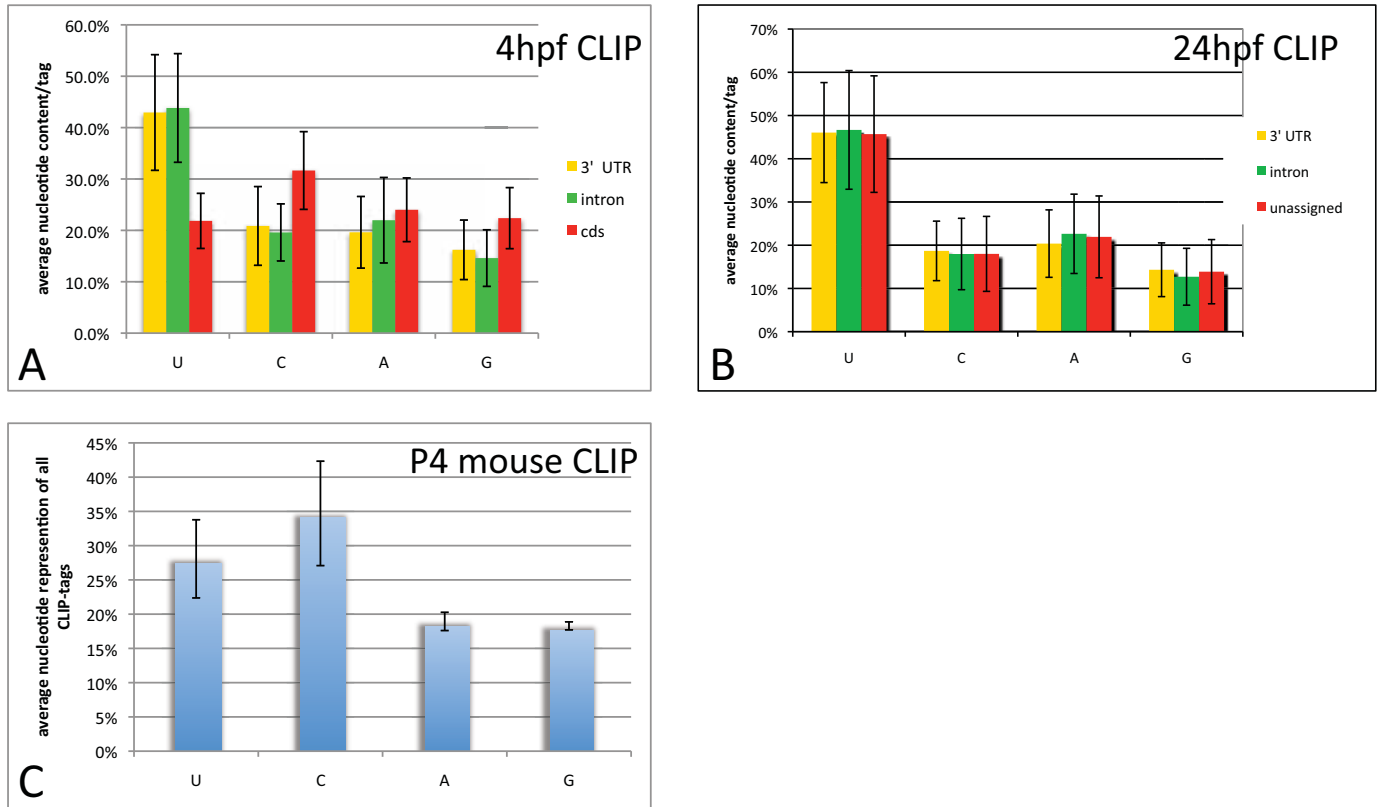 4hpf CLIP
average nucleotide content/tag
60.0%
50.0%
40.0%
30.0%
20.0%
10.0%
0.0%
U C A G
3' UTR
intron
cds
A
24hpf CLIP
average nucleotide content/tag
70%
60%
50%
40%
30%
20%
10%
0%
U C A G
3' UTR
intron
unassigned
B
P4 mouse CLIP
average nucleotide represention of all
CLIP-tags
45%
40%
35%
30%
25%
20%
15%
10%
5%
0%
U C A G
C